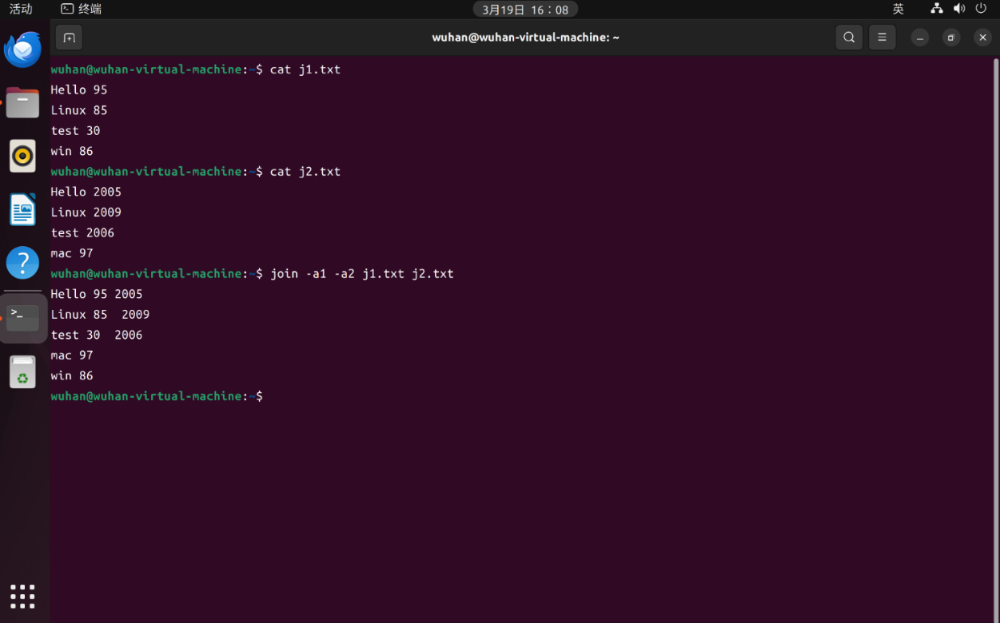 活动 终端 3月19日 16：08 英
wuhan@wuhan-virtual-machine: ~
wuhan@wuhan-virtual-machine:~$ cat j1.txt
Hello 95
Linux 85
test 30
win 86
wuhan@wuhan-virtual-machine:~$ cat j2.txt
Hello 2005
Linux 2009
test 2006
mac 97
wuhan@wuhan-virtual-machine:~$ join -a1 -a2 j1.txt j2.txt
Hello 95 2005
Linux 85  2009
test 30  2006
mac 97
win 86
wuhan@wuhan-virtual-machine:~$